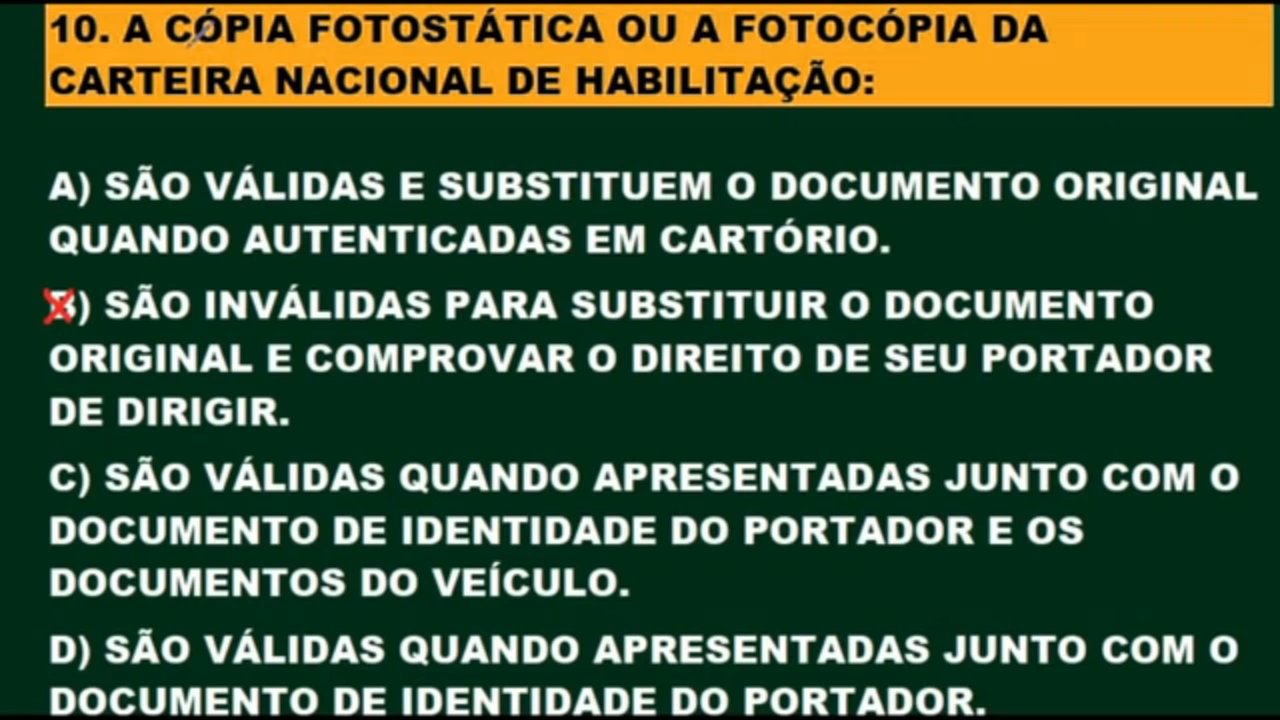 10. A CÓPIA FOTOSTÁTICA OU A FOTOCÓPIA DA
CARTEIRA NACIONAL DE HABILITAÇÃO:
A) SÃO VÁLIDAS E SUBSTITUEM O DOCUMENTO ORIGINAL
QUANDO AUTENTICADAS EM CARTÓRIO.
B) SÃO INVÁLIDAS PARA SUBSTITUIR O DOCUMENTO
ORIGINAL E COMPROVAR O DIREITO DE SEU PORTADOR
DE DIRIGIR.
C) SÃO VÁLIDAS QUANDO APRESENTADAS JUNTO COM O
DOCUMENTO DE IDENTIDADE DO PORTADOR E OS
DOCUMENTOS DO VEÍCULO.
D) SÃO VÁLIDAS QUANDO APRESENTADAS JUNTO COM O
DOCUMENTO DE IDENTIDADE DO PORTADOR.